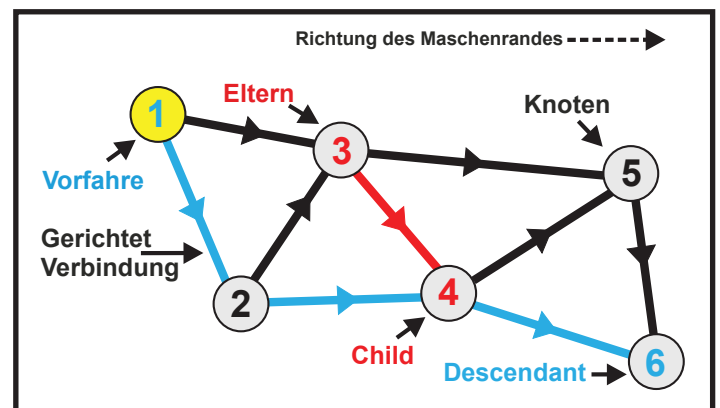 Richtung des Maschenrandes
Eltern
Knoten
1
3
5
Vorfahre
Gerichtet
Verbindung
2
4
Child
Descendant
6